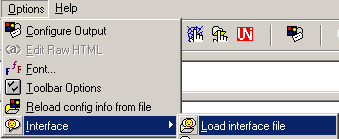 Options Help
Configure Output
Edit Raw HTML
Font...
Toolbar Options
Reload config info from file
Interface
Load interface file
UN